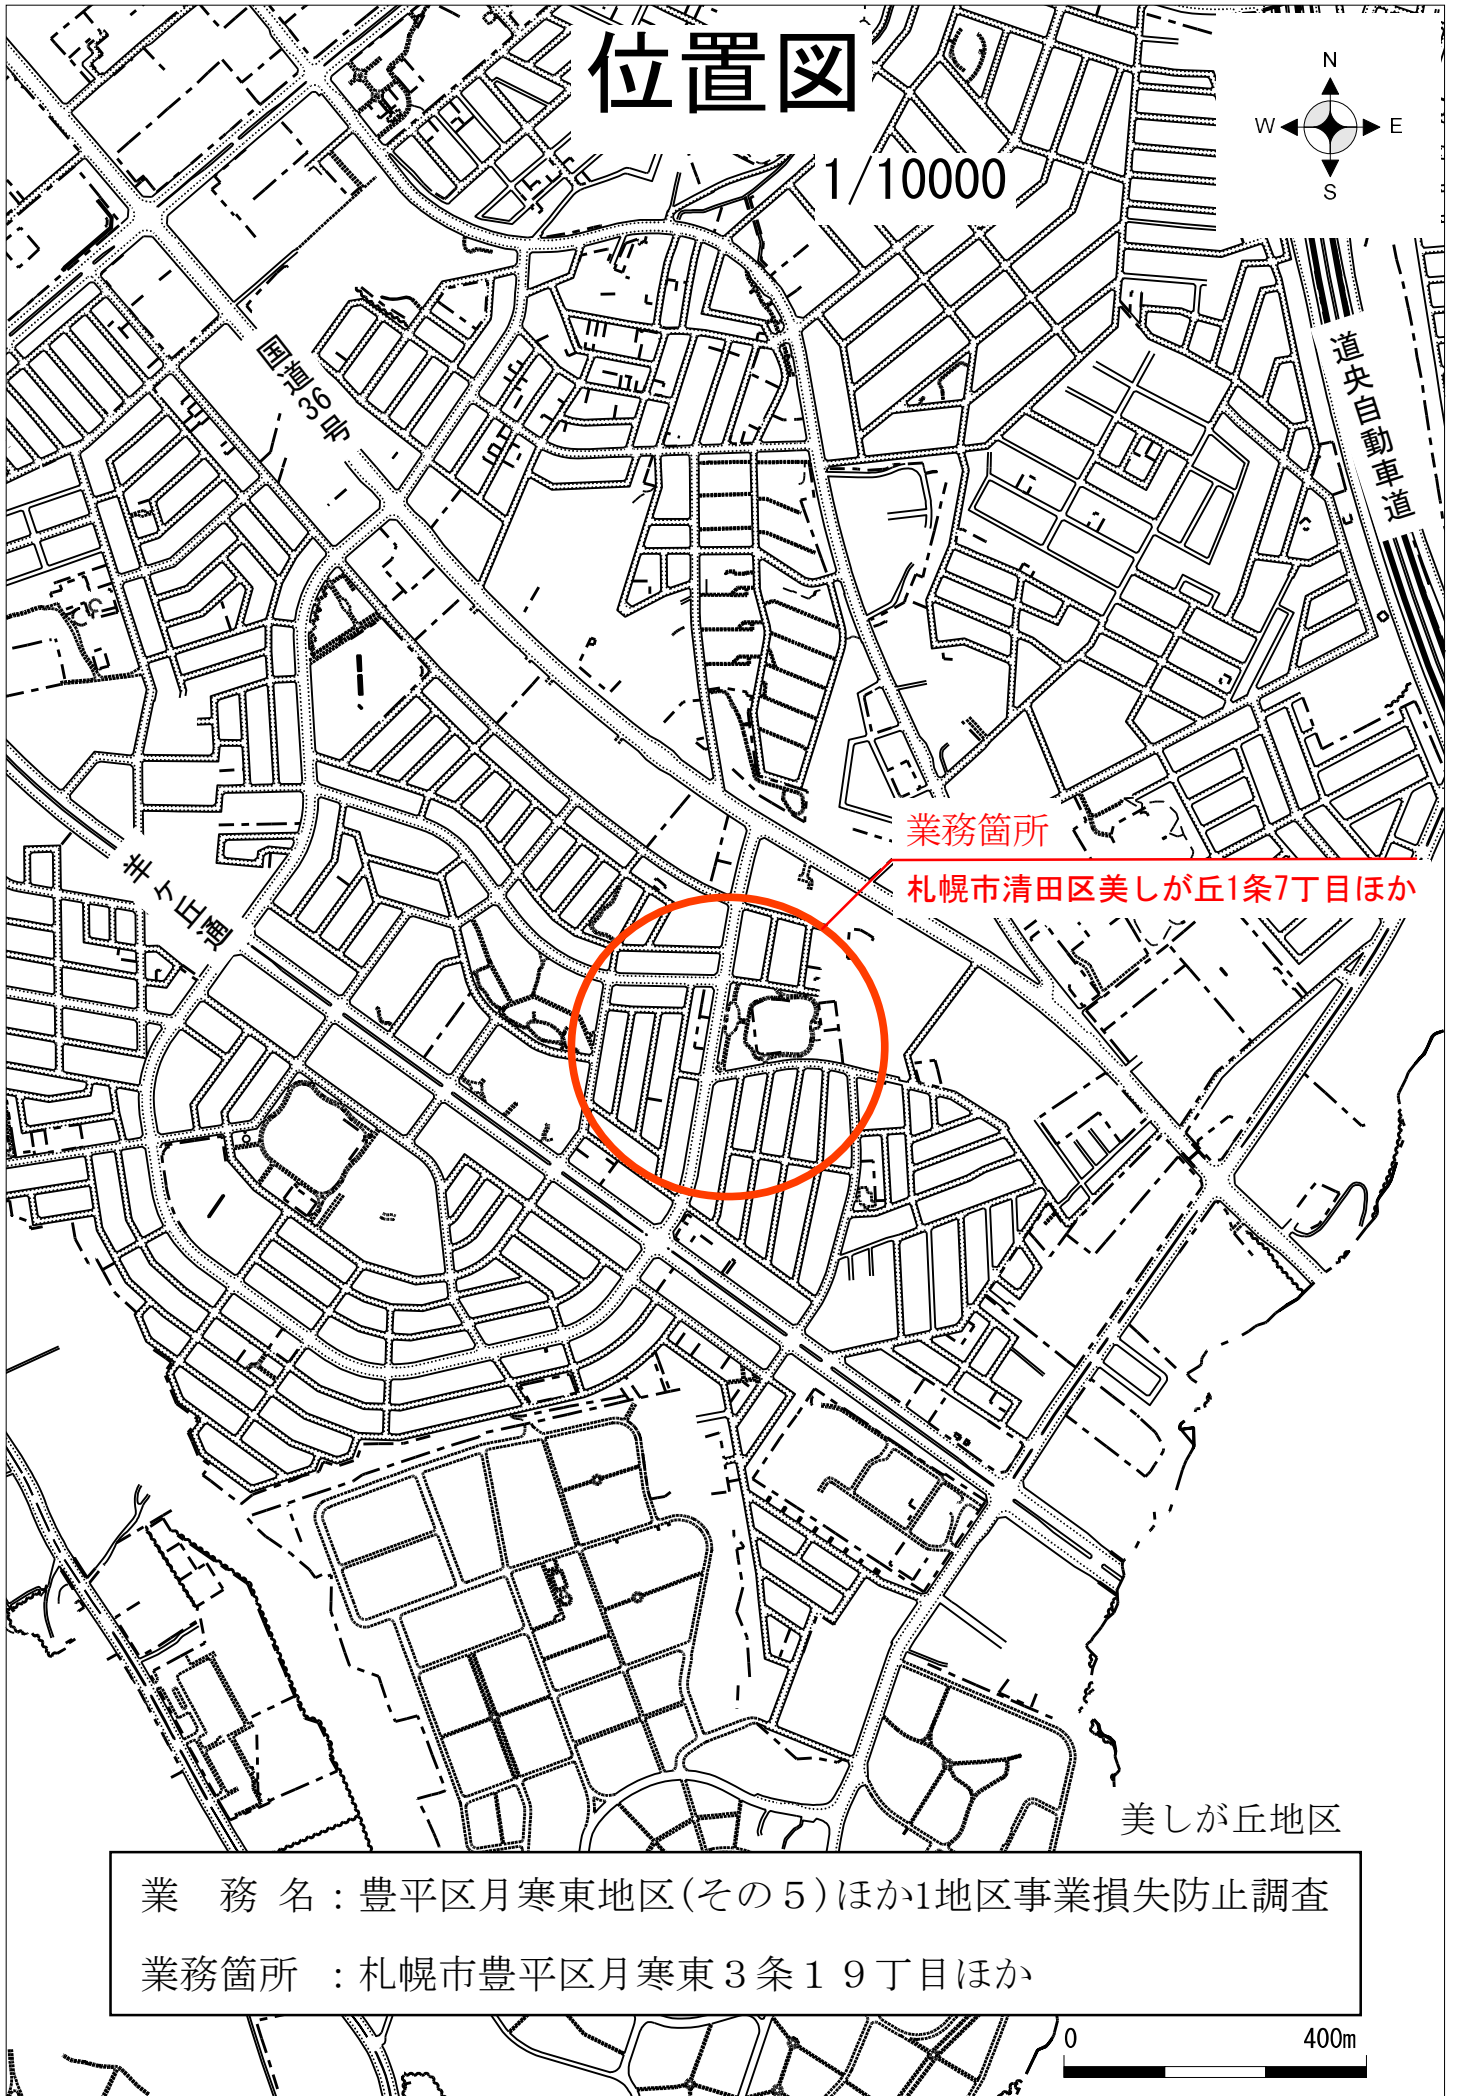 位置図
1/10000
N
W E
S
国道36号
道央自動車道
業務箇所
札幌市清田区美しが丘1条7丁目ほか
羊ヶ丘通
P
美しが丘地区
業　務　名：豊平区月寒東地区(その５)ほか1地区事業損失防止調査
業務箇所　：札幌市豊平区月寒東３条１９丁目ほか
0 400m